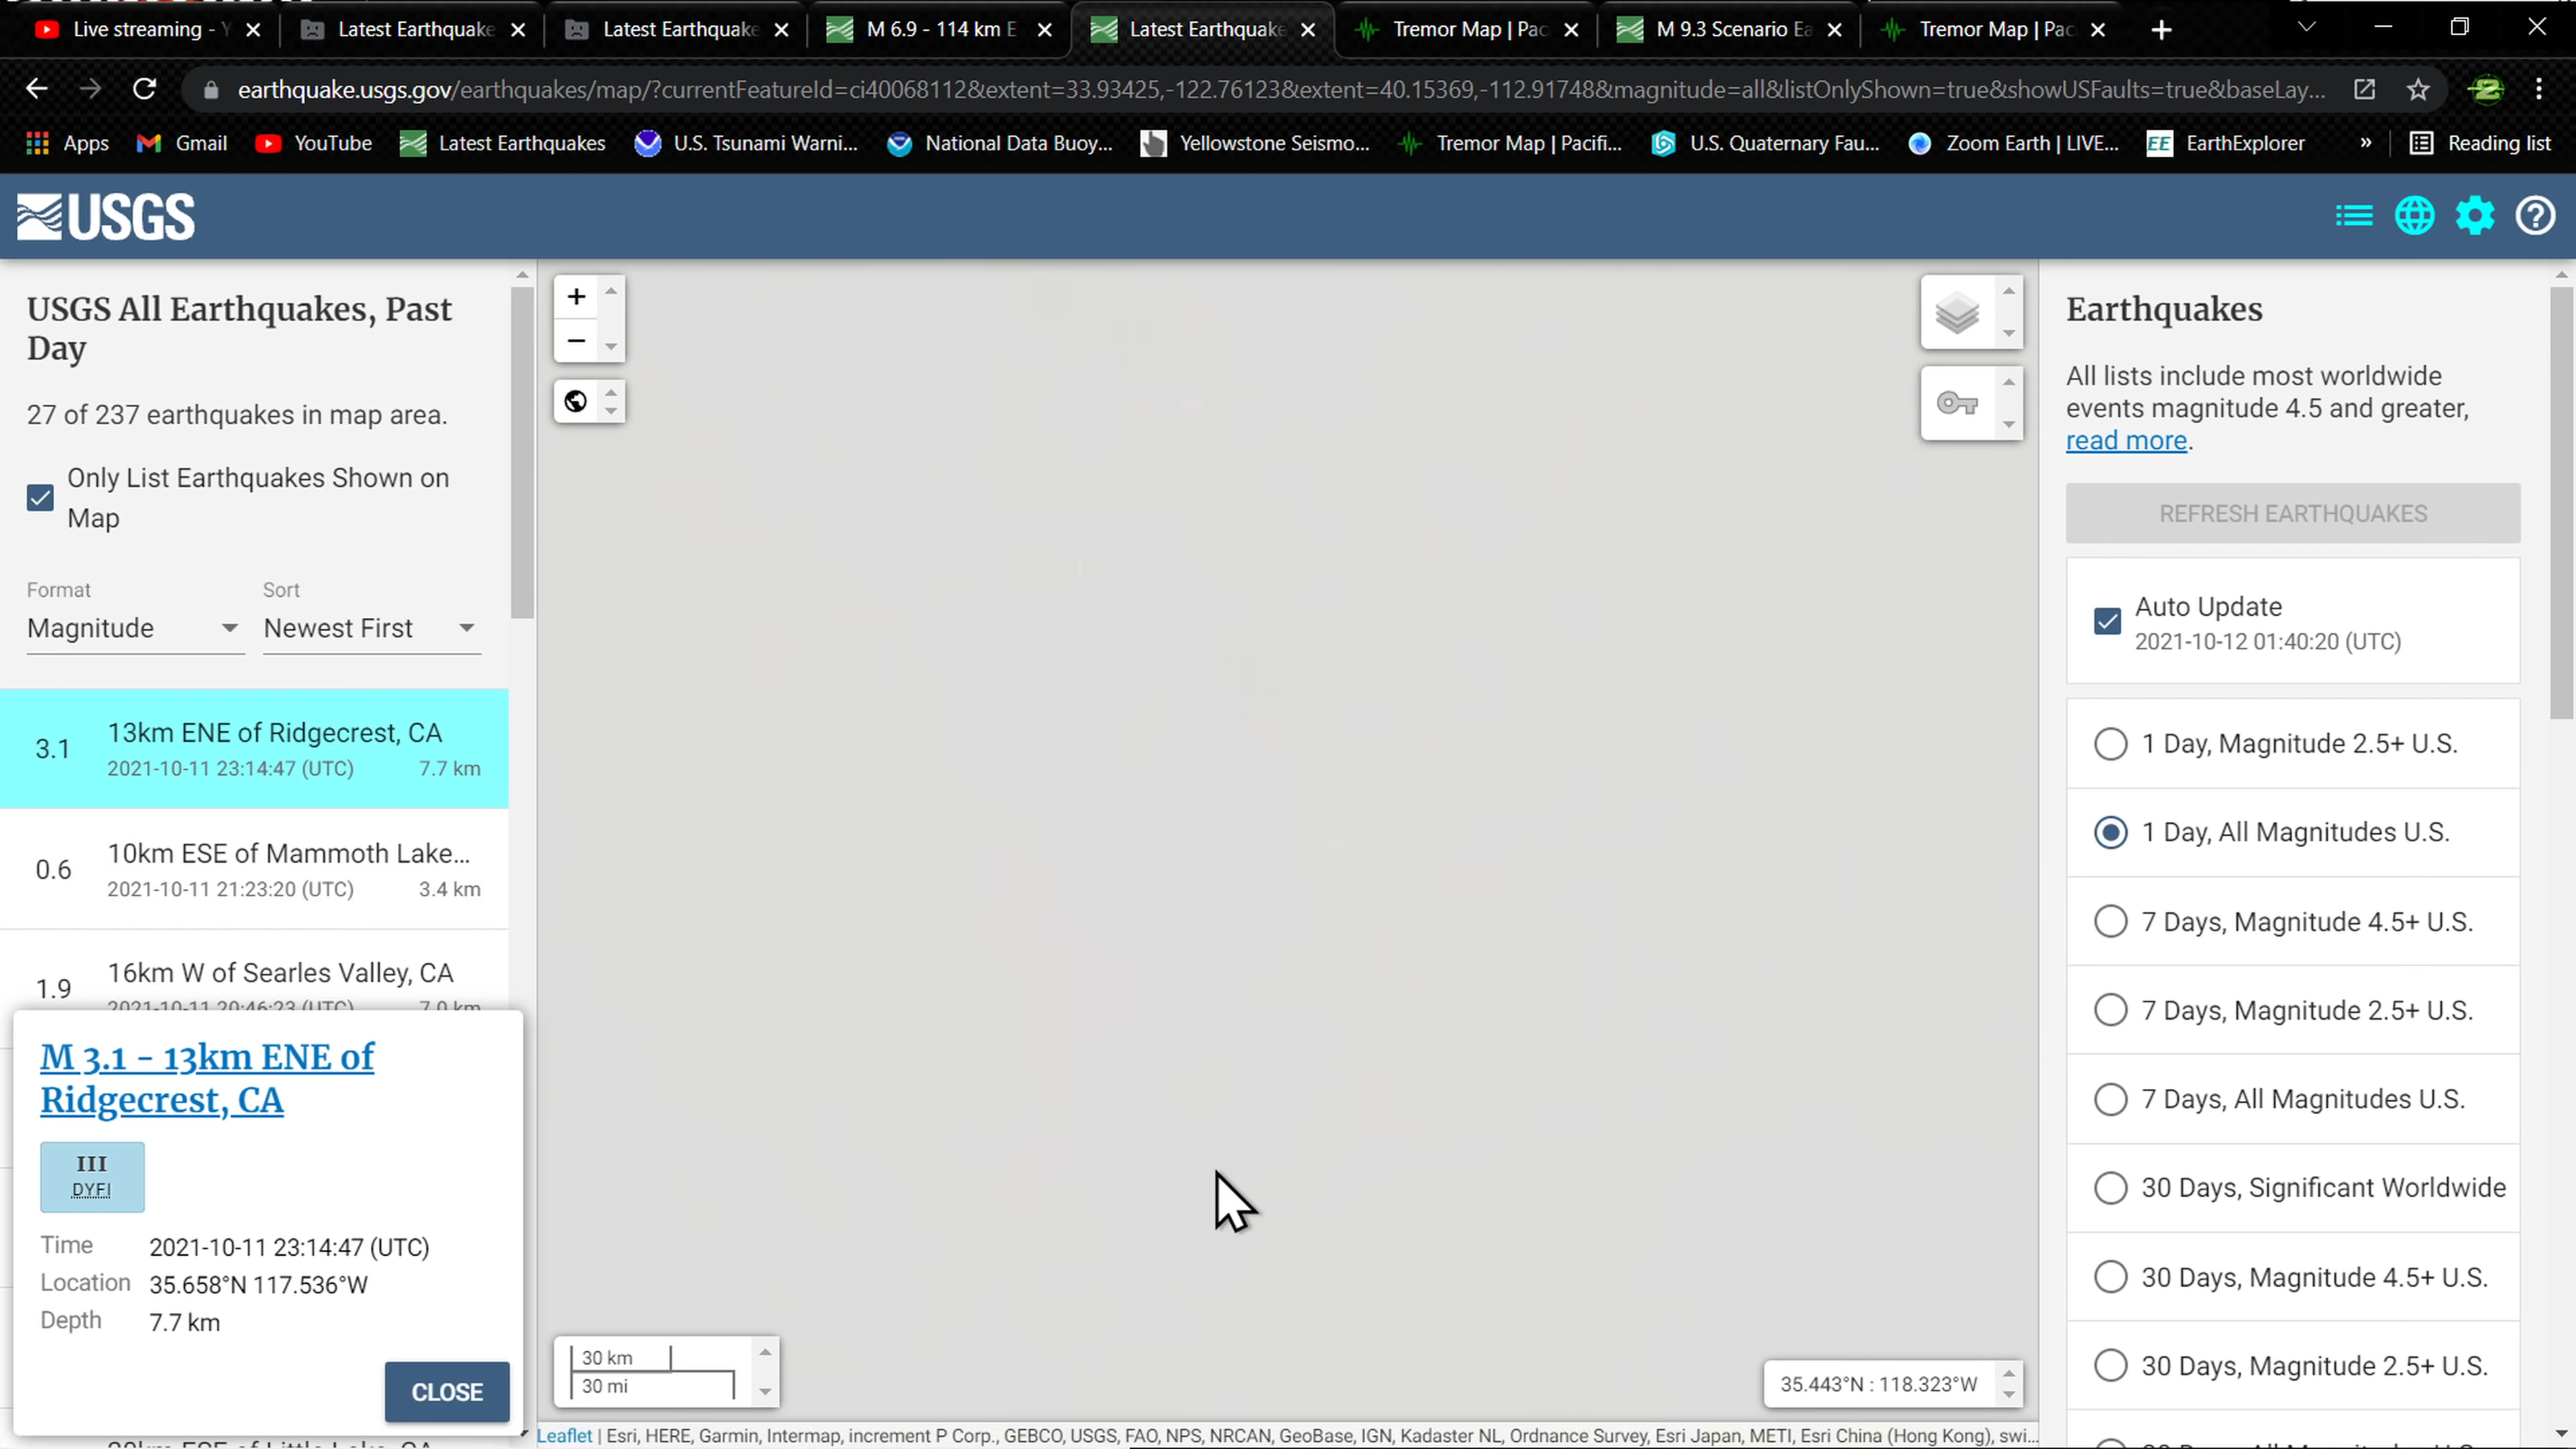 Live streaming - Y
Latest Earthquake
Latest Earthquake
M 6.9 - 114 km E
Latest Earthquake
Tremor Map | Pac
M 9.3 Scenario Ea
Tremor Map | Pac
earthquake.usgs.gov/earthquakes/map/?currentFeatureId=ci40068112&extent=33.93425,-122.76123&extent=40.15369,-112.91748&magnitude=all&listOnlyShown=true&showUSFaults=true&baseLay...
Apps
Gmail
YouTube
Latest Earthquakes
U.S. Tsunami Warni...
National Data Buoy...
Yellowstone Seismo...
Tremor Map | Pacifi...
U.S. Quaternary Fau...
Zoom Earth | LIVE...
EE EarthExplorer
»
Reading list
USGS
USGS All Earthquakes, Past
Day
27 of 237 earthquakes in map area.
Only List Earthquakes Shown on
Map
Format
Magnitude
Sort
Newest First
3.1
13km ENE of Ridgecrest, CA
2021-10-11 23:14:47 (UTC) 7.7 km
0.6
10km ESE of Mammoth Lake...
2021-10-11 21:23:20 (UTC) 3.4 km
1.9
16km W of Searles Valley, CA
2021-10-11 20:46:23 (UTC) 7.0 km
M 3.1 - 13km ENE of
Ridgecrest, CA
III
DYFI
Time 2021-10-11 23:14:47 (UTC)
Location 35.658°N 117.536°W
Depth 7.7 km
CLOSE
+
−
30 km
30 mi
35.443°N : 118.323°W
Leaflet | Esri, HERE, Garmin, Intermap, increment P Corp., GEBCO, USGS, FAO, NPS, NRCAN, GeoBase, IGN, Kadaster NL, Ordnance Survey, Esri Japan, METI, Esri China (Hong Kong), swi...
Earthquakes
All lists include most worldwide
events magnitude 4.5 and greater,
read more.
REFRESH EARTHQUAKES
Auto Update
2021-10-12 01:40:20 (UTC)
1 Day, Magnitude 2.5+ U.S.
1 Day, All Magnitudes U.S.
7 Days, Magnitude 4.5+ U.S.
7 Days, Magnitude 2.5+ U.S.
7 Days, All Magnitudes U.S.
30 Days, Significant Worldwide
30 Days, Magnitude 4.5+ U.S.
30 Days, Magnitude 2.5+ U.S.